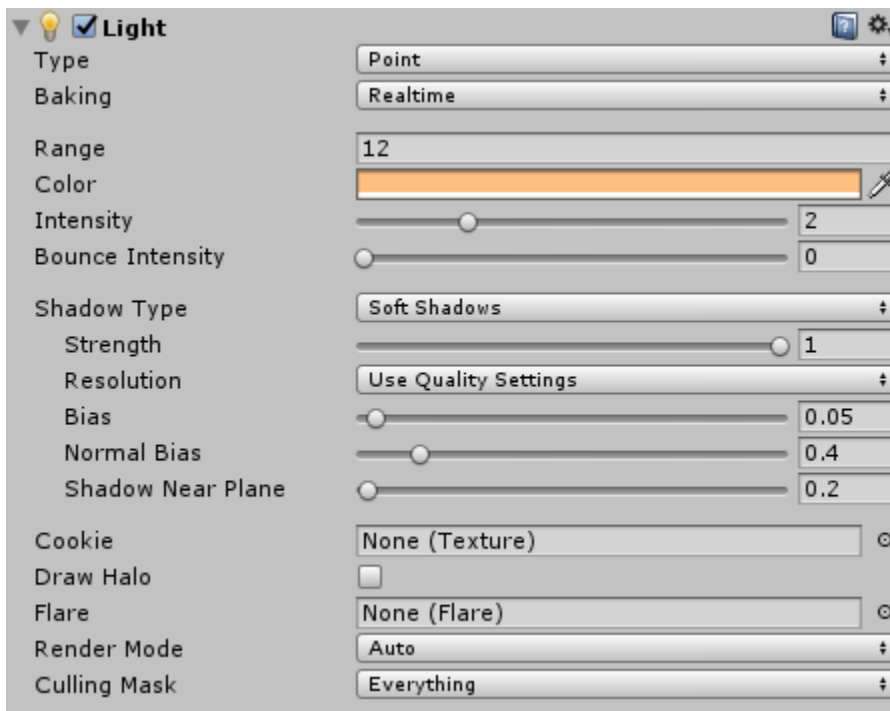 Light
Type Point
Baking Realtime
Range 12
Color
Intensity 2
Bounce Intensity 0
Shadow Type Soft Shadows
Strength 1
Resolution Use Quality Settings
Bias 0.05
Normal Bias 0.4
Shadow Near Plane 0.2
Cookie None (Texture)
Draw Halo
Flare None (Flare)
Render Mode Auto
Culling Mask Everything